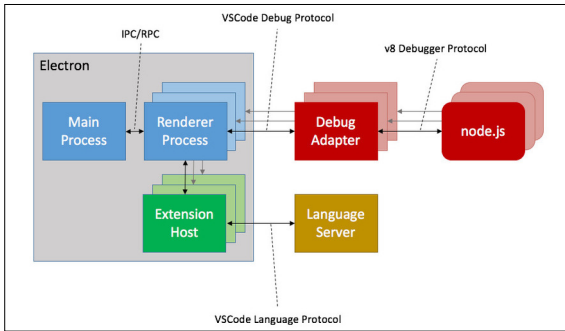 VSCode Debug Protocol
IPC/RPC
v8 Debugger Protocol
Electron
Main
Process
Renderer
Process
Debug
Adapter
node.js
Extension
Host
Language
Server
VSCode Language Protocol